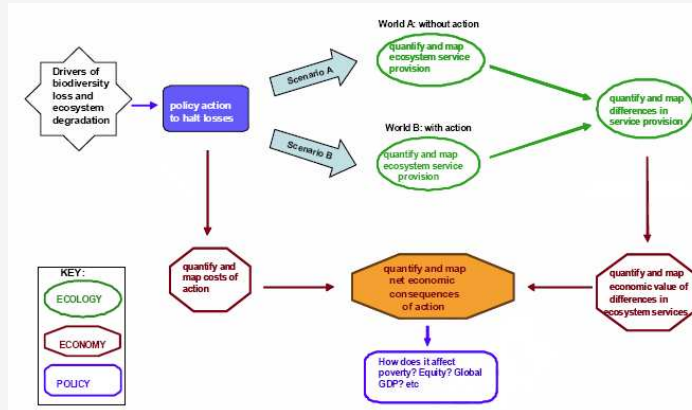 World A: without action
quantify and map
ecosystem service
provision
Scenario A
Drivers of
biodiversity
loss and
ecosystem
degradation
policy action
to halt losses
quantify and map
differences in
service provision
Scenario B
World B: with action
quantify and map
ecosystem service
provision
quantify and
map costs of
action
quantify and map
net economic
consequences
of action
quantify and map
economic value of
differences in
ecosystem services
KEY:
ECOLOGY
ECONOMY
POLICY
How does it affect
poverty? Equity? Global
GDP? etc